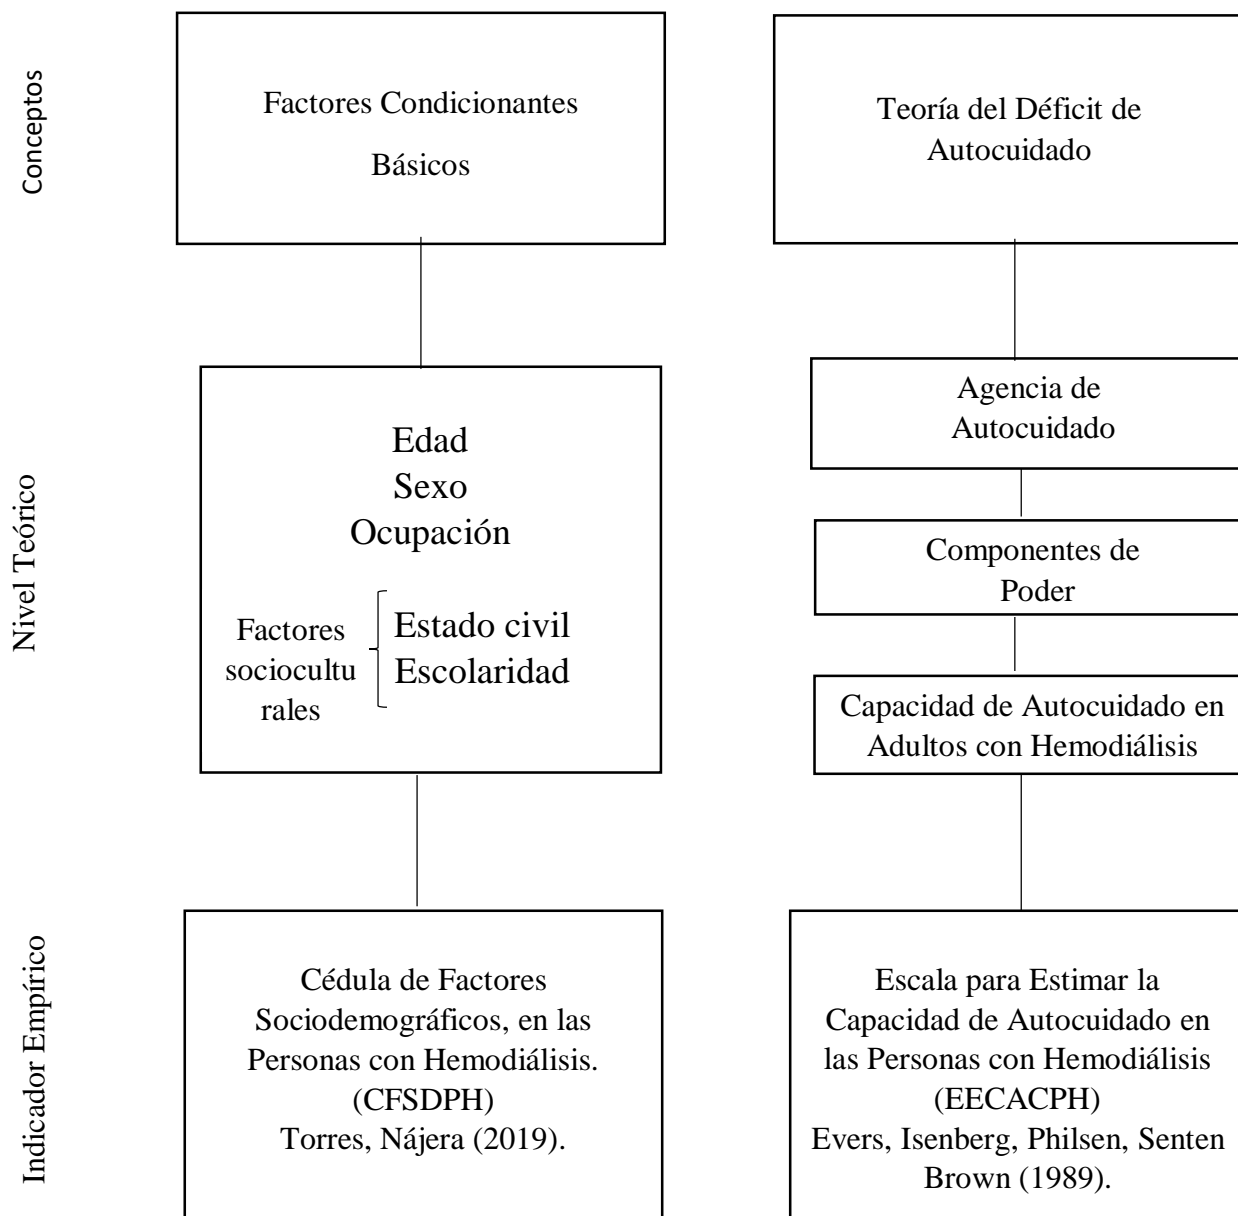 Conceptos
Factores Condicionantes
Básicos
Teoría del Déficit de
Autocuidado
Nivel Teórico
Edad
Sexo
Ocupación
Factores
sociocultu
rales
Estado civil
Escolaridad
Agencia de
Autocuidado
Componentes de
Poder
Capacidad de Autocuidado en
Adultos con Hemodiálisis
Indicador Empírico
Cédula de Factores
Sociodemográficos, en las
Personas con Hemodiálisis.
(CFSDPH)
Torres, Nájera (2019).
Escala para Estimar la
Capacidad de Autocuidado en
las Personas con Hemodiálisis
(EECACPH)
Evers, Isenberg, Philsen, Senten
Brown (1989).